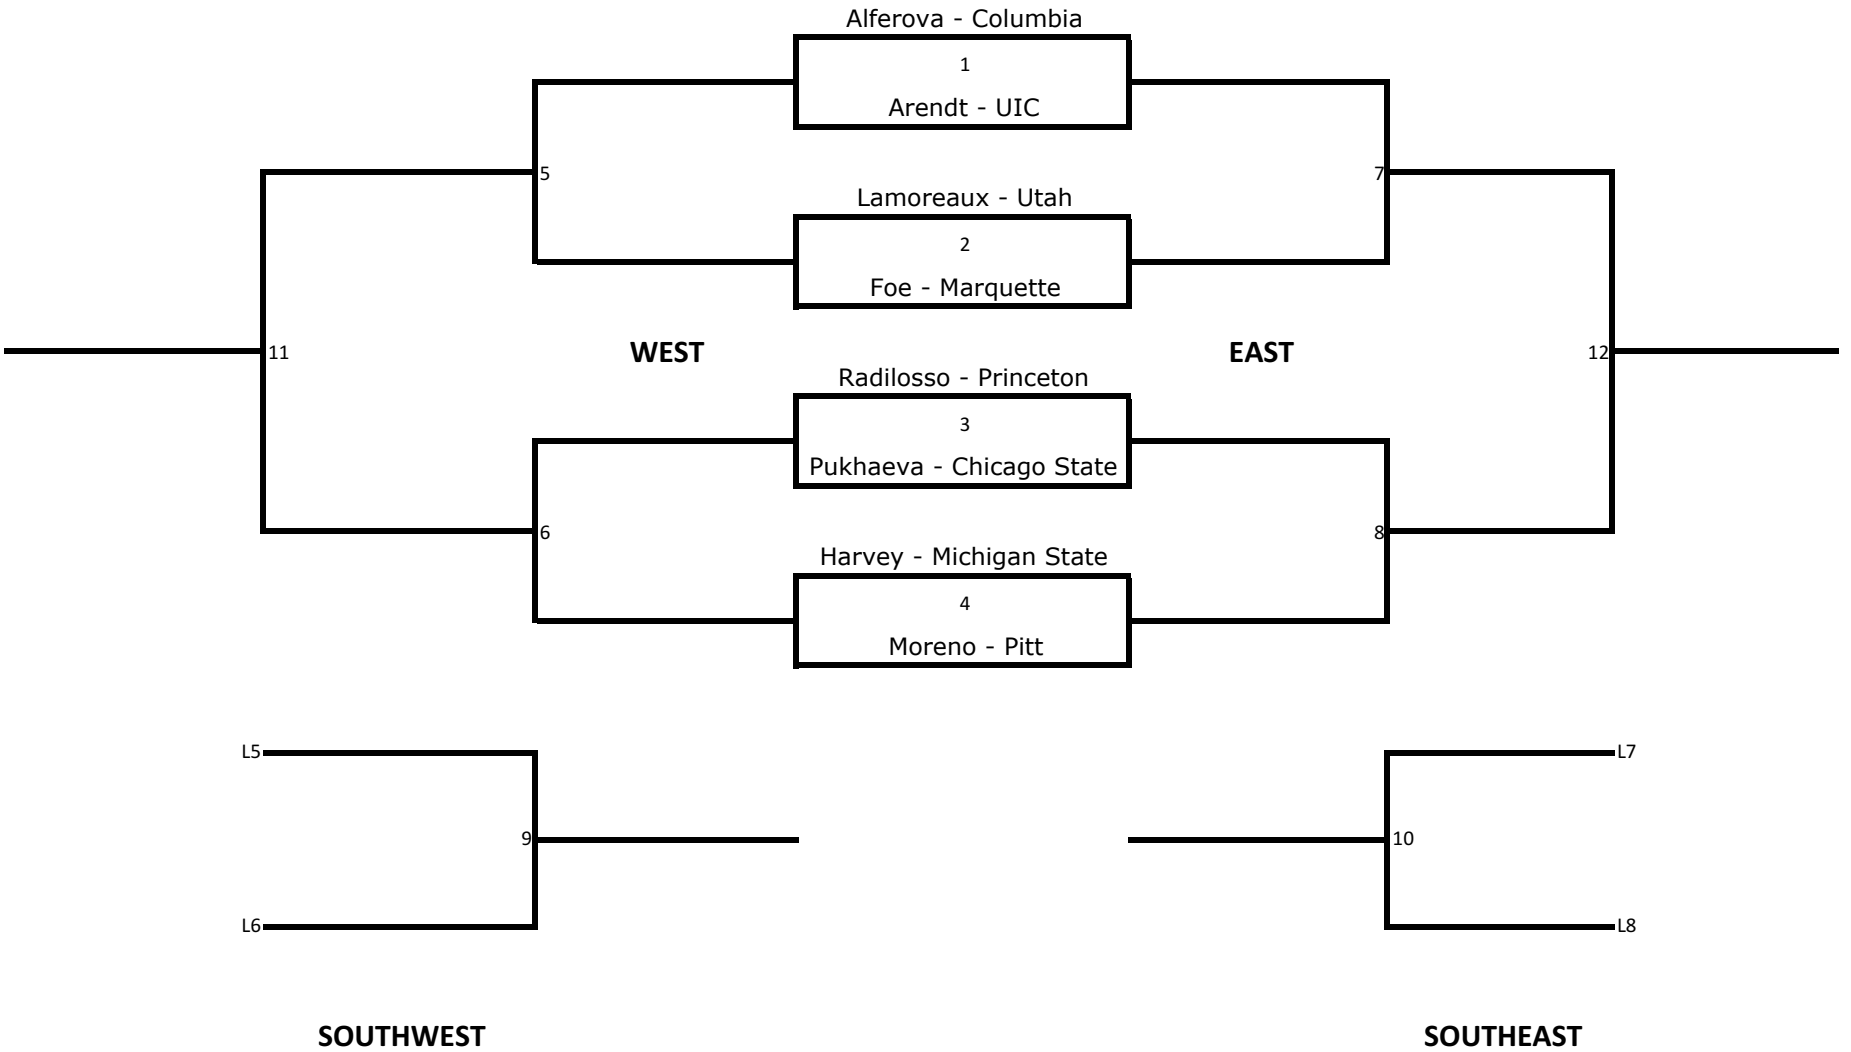 Alferova - Columbia
1
Arendt - UIC
5
7
Lamoreaux - Utah
2
Foe - Marquette
11
WEST
EAST
12
Radilosso - Princeton
3
Pukhaeva - Chicago State
6
8
Harvey - Michigan State
4
Moreno - Pitt
L5
L7
9
10
L6
L8
SOUTHWEST
SOUTHEAST